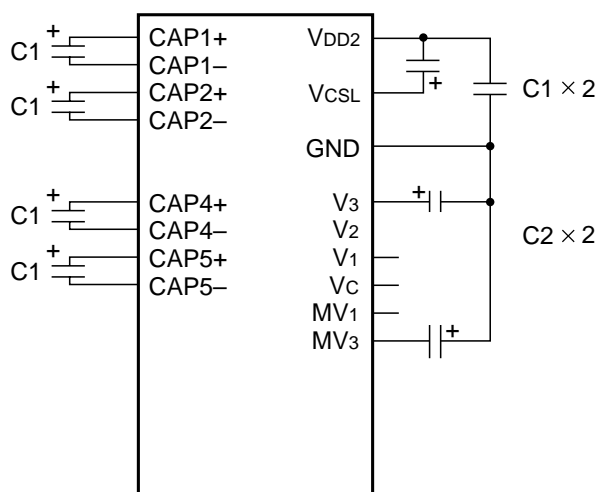 C1 + CAP1+
CAP1–
C1 + CAP2+
CAP2–
C1 + CAP4+
CAP4–
C1 + CAP5+
CAP5–
VDD2
VCSL +
GND
V3 +
V2
V1
VC
MV1
MV3 +
C1 × 2
C2 × 2